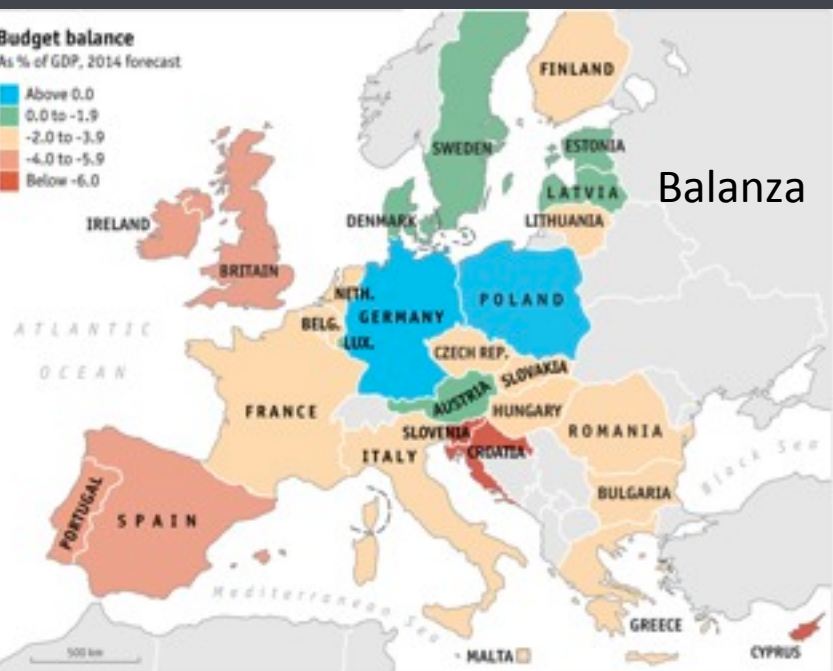 Budget balance
As % of GDP, 2014 forecast
Above 0.0
0.0 to -1.9
-2.0 to -3.9
-4.0 to -5.9
Below -6.0
Balanza
FINLAND
SWEDEN
ESTONIA
LATVIA
LITHUANIA
DENMARK
IRELAND
BRITAIN
NETH.
BELG.
LUX.
GERMANY
POLAND
CZECH REP.
SLOVAKIA
AUSTRIA
HUNGARY
SLOVENIA
CROATIA
ROMANIA
BULGARIA
FRANCE
ITALY
PORTUGAL
SPAIN
GREECE
MALTA
CYPRUS
ATLANTIC
OCEAN
Black Sea
Mediterranean Sea
500 km